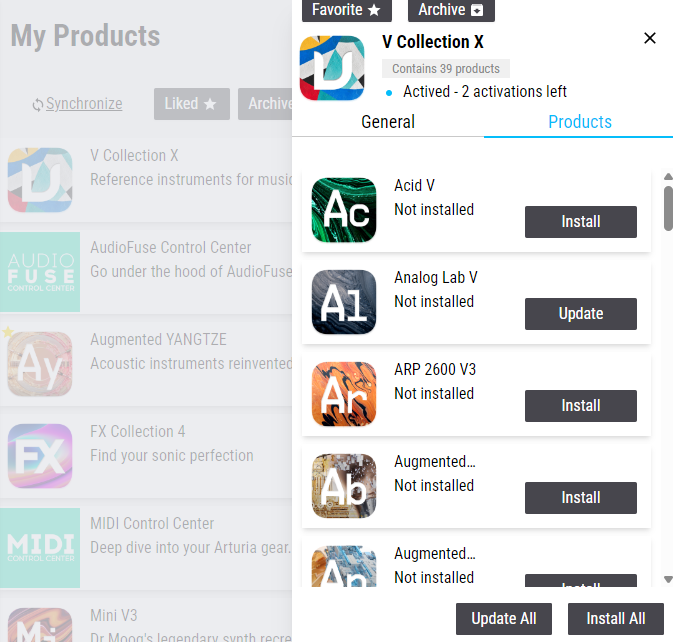 My Products
Synchronize
Liked
Archive
V Collection X
Reference instruments for music
AUDIO
FUSE
CONTROL CENTER
AudioFuse Control Center
Go under the hood of AudioFuse
Ay
Augmented YANGTZE
Acoustic instruments reinvented
FX
FX Collection 4
Find your sonic perfection
MIDI
CONTROL CENTER
MIDI Control Center
Deep dive into your Arturia gear.
Mi
Mini V3
Dr Moog's legendary synth recre
Favorite
Archive
V Collection X
Contains 39 products
Actived - 2 activations left
General
Products
Ac
Acid V
Not installed
Install
Al
Analog Lab V
Not installed
Update
Ar
ARP 2600 V3
Not installed
Install
Ab
Augmented...
Not installed
Install
Augmented...
Not installed
Install
Update All
Install All